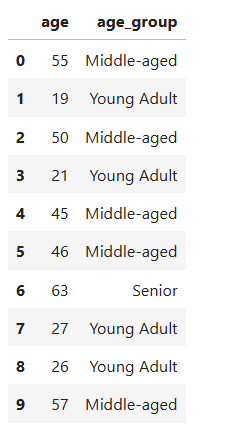 age age_group
0 55 Middle-aged
1 19 Young Adult
2 50 Middle-aged
3 21 Young Adult
4 45 Middle-aged
5 46 Middle-aged
6 63 Senior
7 27 Young Adult
8 26 Young Adult
9 57 Middle-aged